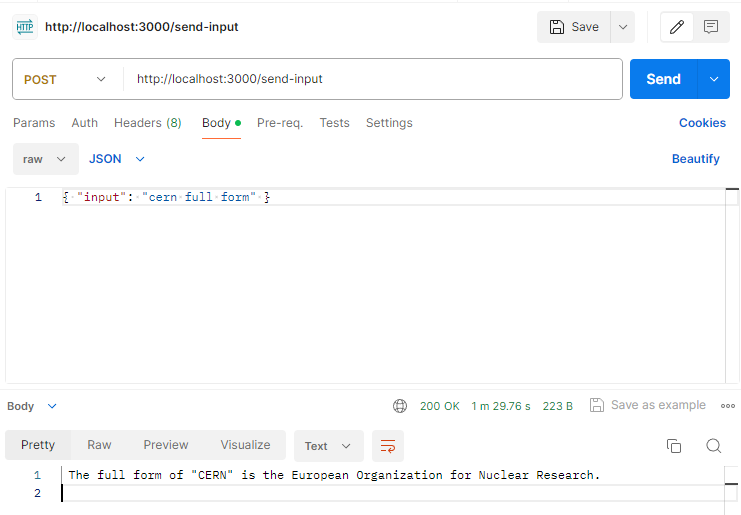 HTTP http://localhost:3000/send-input Save
POST http://localhost:3000/send-input Send
Params Auth Headers (8) Body Pre-req. Tests Settings Cookies
raw JSON Beautify
1 { "input": "cern full form" }
Body 200 OK 1 m 29.76 s 223 B Save as example
Pretty Raw Preview Visualize Text
1 The full form of "CERN" is the European Organization for Nuclear Research.
2